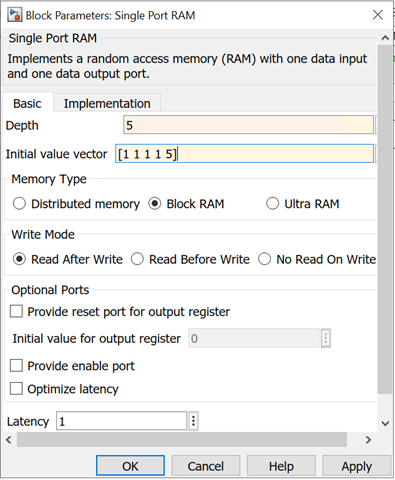 Block Parameters: Single Port RAM
Single Port RAM
Implements a random access memory (RAM) with one data input
and one data output port.
Basic Implementation
Depth 5
Initial value vector [1 1 1 1 5]
Memory Type
Distributed memory Block RAM Ultra RAM
Write Mode
Read After Write Read Before Write No Read On Write
Optional Ports
Provide reset port for output register
Initial value for output register 0
Provide enable port
Optimize latency
Latency 1
OK Cancel Help Apply